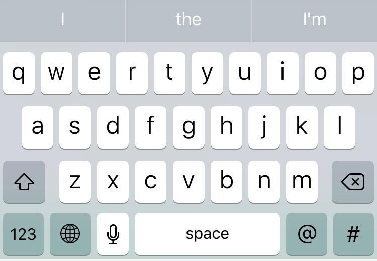 I the I'm
q w e r t y u i o p
a s d f g h j k l
z x c v b n m
123 space @ #